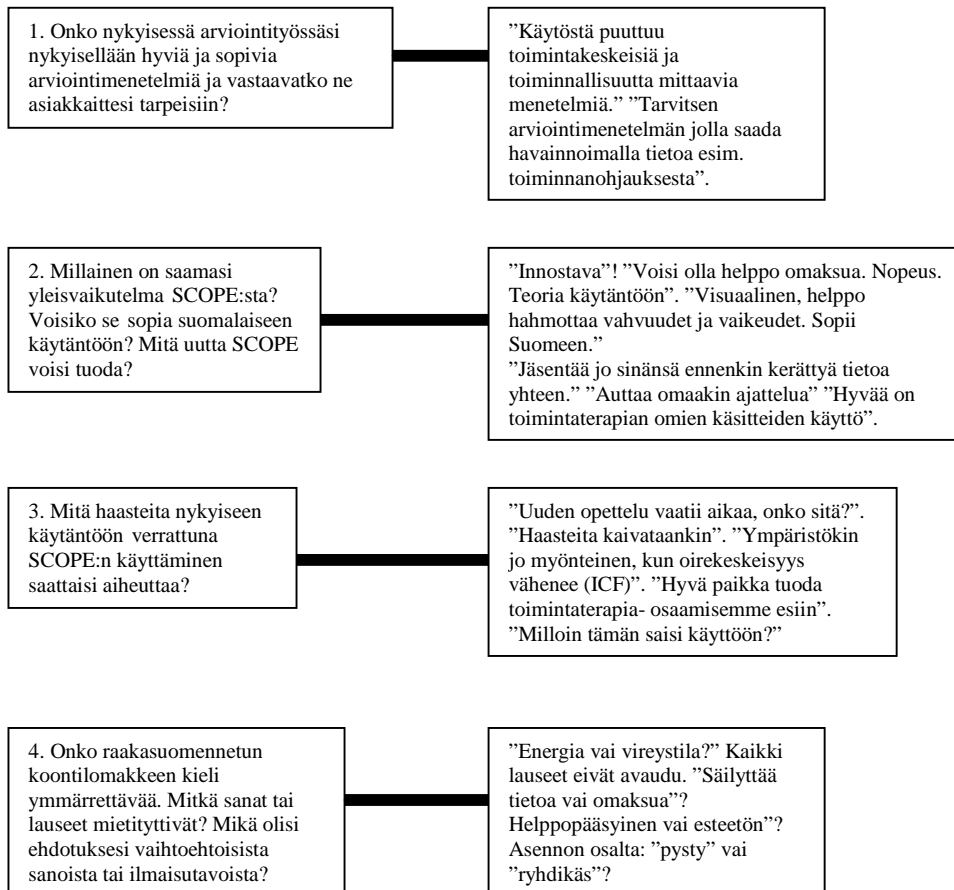 1. Onko nykyisessä arviointityössäsi
nykyisellään hyviä ja sopivia
arviointimenetelmiä ja vastaavatko ne
asiakkaittesi tarpeisiin?
”Käytöstä puuttuu
toimintakeskeisiä ja
toiminnallisuutta mittaavia
menetelmiä.” ”Tarvitsen
arviointimenetelmän jolla saada
havainnoimalla tietoa esim.
toiminnanohjauksesta”.
2. Millainen on saamasi
yleisvaikutelma SCOPE:sta?
Voisiko se sopia suomalaiseen
käytäntöön? Mitä uutta SCOPE
voisi tuoda?
”Innostava”! ”Voisi olla helppo omaksua. Nopeus.
Teoria käytäntöön”. ”Visuaalinen, helppo
hahmottaa vahvuudet ja vaikeudet. Sopii
Suomeen.”
”Jäsentää jo sinänsä ennenkin kerättyä tietoa
yhteen.” ”Auttaa omaakin ajattelua” ”Hyvää on
toimintaterapian omien käsitteiden käyttö”.
3. Mitä haasteita nykyiseen
käytäntöön verrattuna
SCOPE:n käyttäminen
saattaisi aiheuttaa?
”Uuden opettelu vaatii aikaa, onko sitä?”.
”Haasteita kaivataankin”. ”Ympäristökin
jo myönteinen, kun oirekeskeisyys
vähenee (ICF)”. ”Hyvä paikka tuoda
toimintaterapia- osaamisemme esiin”.
”Milloin tämän saisi käyttöön?”
4. Onko raakasuomennetun
koontilomakkeen kieli
ymmärrettävää. Mitkä sanat tai
lauseet mietityttivät? Mikä olisi
ehdotuksesi vaihtoehtoisista
sanoista tai ilmaisutavoista?
”Energia vai vireystila?” Kaikki
lauseet eivät avaudu. ”Säilyttää
tietoa vai omaksua”?
Helppopääsyinen vai esteetön”?
Asennon osalta: ”pysty” vai
”ryhdikäs”?